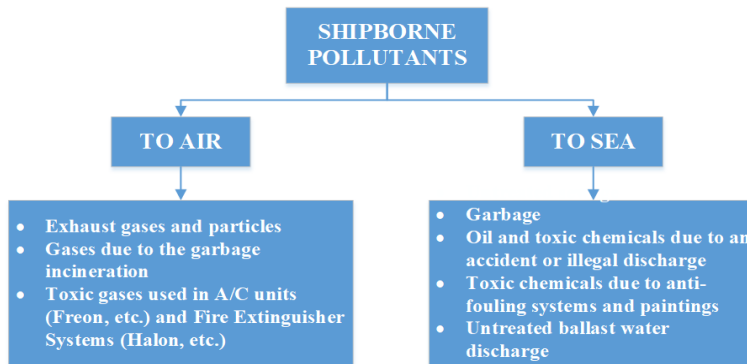 SHIPBORNE
POLLUTANTS
TO AIR
TO SEA
• Exhaust gases and particles
• Gases due to the garbage
incineration
• Toxic gases used in A/C units
(Freon, etc.) and Fire Extinguisher
Systems (Halon, etc.)
• Garbage
• Oil and toxic chemicals due to an
accident or illegal discharge
• Toxic chemicals due to anti-
fouling systems and paintings
• Untreated ballast water
discharge